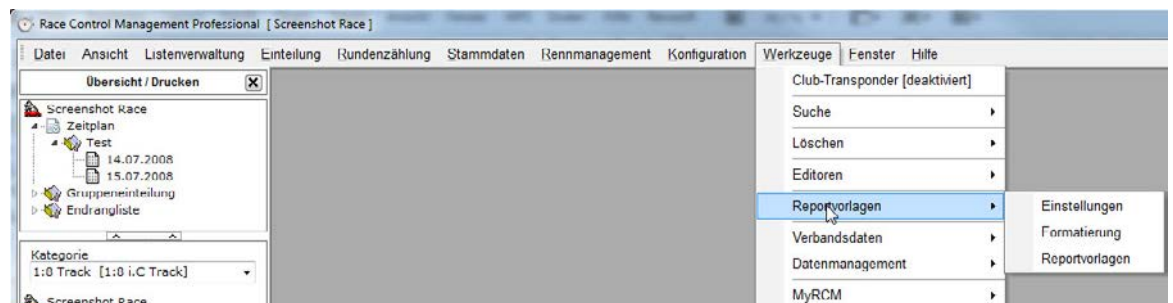 Race Control Management Professional [ Screenshot Race ]
Datei Ansicht Listenverwaltung Einteilung Rundenzählung Stammdaten Rennmanagement Konfiguration Werkzeuge Fenster Hilfe
Übersicht / Drucken
Screenshot Race
Zeitplan
Test
14.07.2008
15.07.2008
Gruppeneinteilung
Endrangliste
Kategorie
1:8 Track [1:8 i.C Track]
Screenshot Race
Club-Transponder [deaktiviert]
Suche
Löschen
Editoren
Reportvorlagen
Verbandsdaten
Datenmanagement
MyRCM
Einstellungen
Formatierung
Reportvorlagen